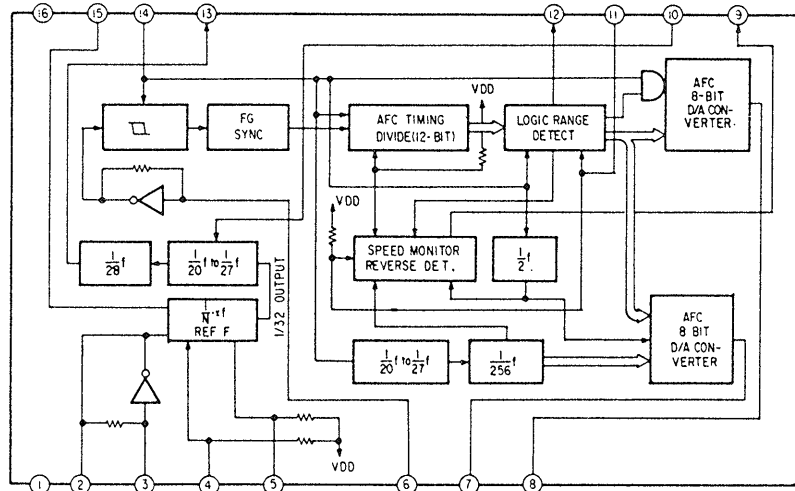 16
15
14
13
12
11
10
9
FG
SYNC
AFC TIMING
DIVIDE(12-BIT)
VDD
LOGIC RANGE
DETECT
AFC
8-BIT
D/A CON-
VERTER.
VDD
SPEED MONITOR
REVERSE DET.
1/2 f.
1/28 f
1/20 f to 1/27 f
1/32 OUTPUT
1/N·xf
REF F
1/20 f to 1/27 f
1/256 f
AFC
8 BIT
D/A CON-
VERTER
VDD
1
2
3
4
5
6
7
8